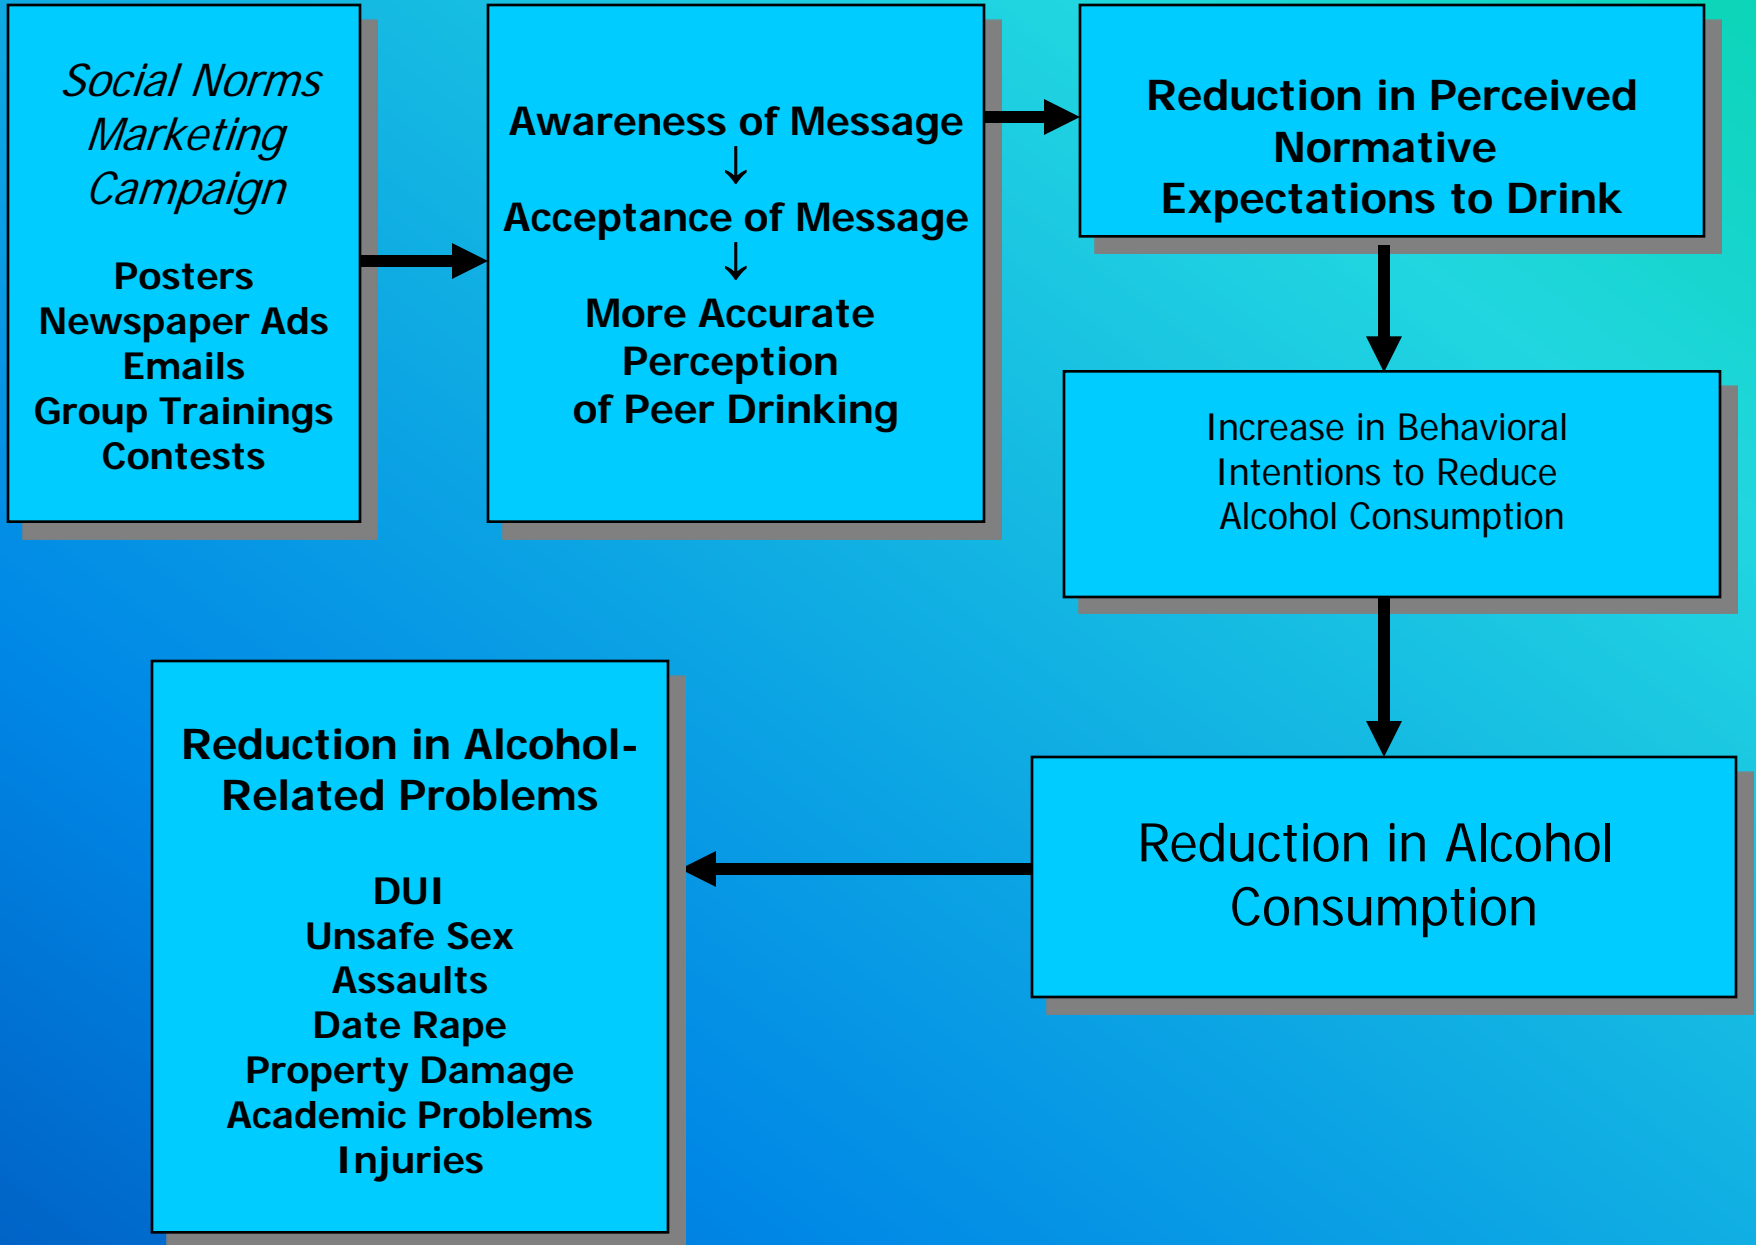 Social Norms
Marketing
Campaign
Posters
Newspaper Ads
Emails
Group Trainings
Contests
Awareness of Message
↓
Acceptance of Message
↓
More Accurate
Perception
of Peer Drinking
Reduction in Perceived
Normative
Expectations to Drink
Increase in Behavioral
Intentions to Reduce
Alcohol Consumption
Reduction in Alcohol
Consumption
Reduction in Alcohol-
Related Problems
DUI
Unsafe Sex
Assaults
Date Rape
Property Damage
Academic Problems
Injuries